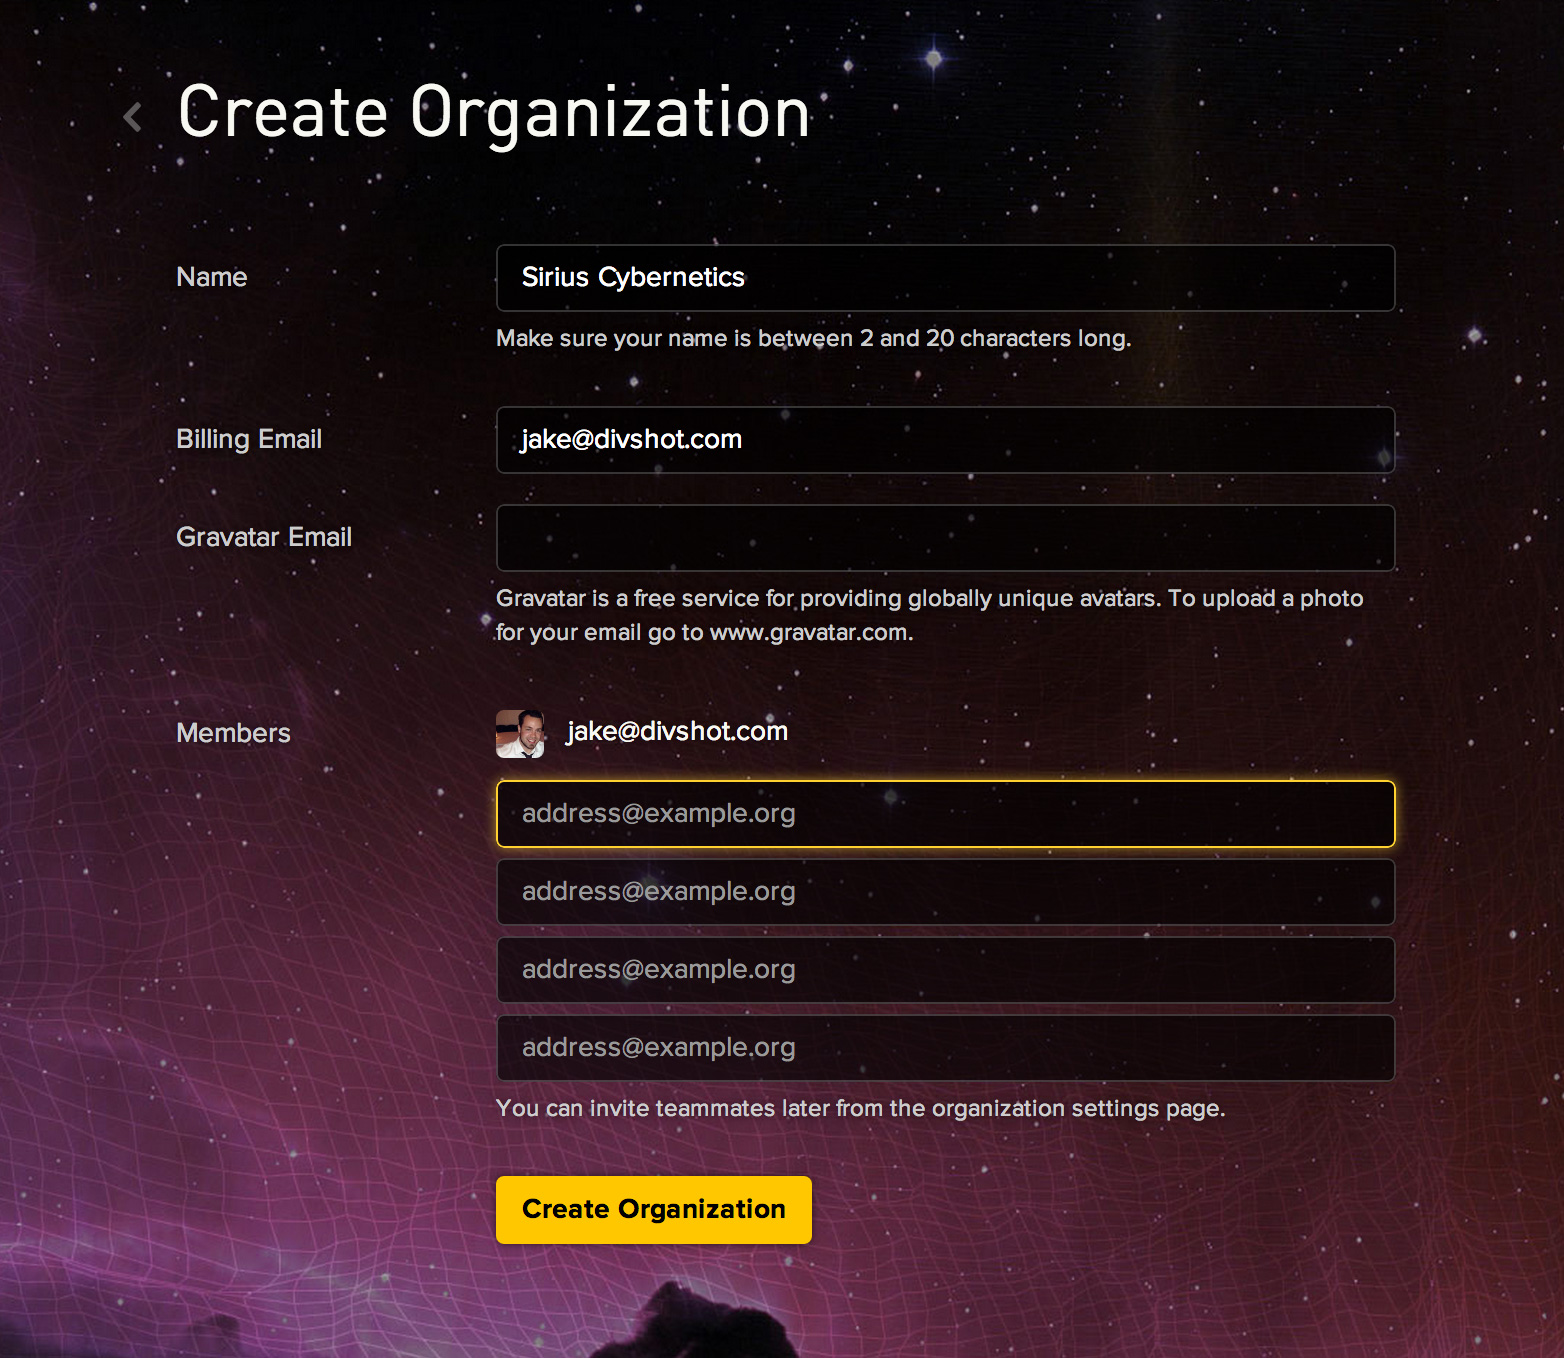 Create Organization
Name
Sirius Cybernetics
Make sure your name is between 2 and 20 characters long.
Billing Email
jake@divshot.com
Gravatar Email
Gravatar is a free service for providing globally unique avatars. To upload a photo
for your email go to www.gravatar.com.
Members
jake@divshot.com
address@example.org
address@example.org
address@example.org
address@example.org
You can invite teammates later from the organization settings page.
Create Organization